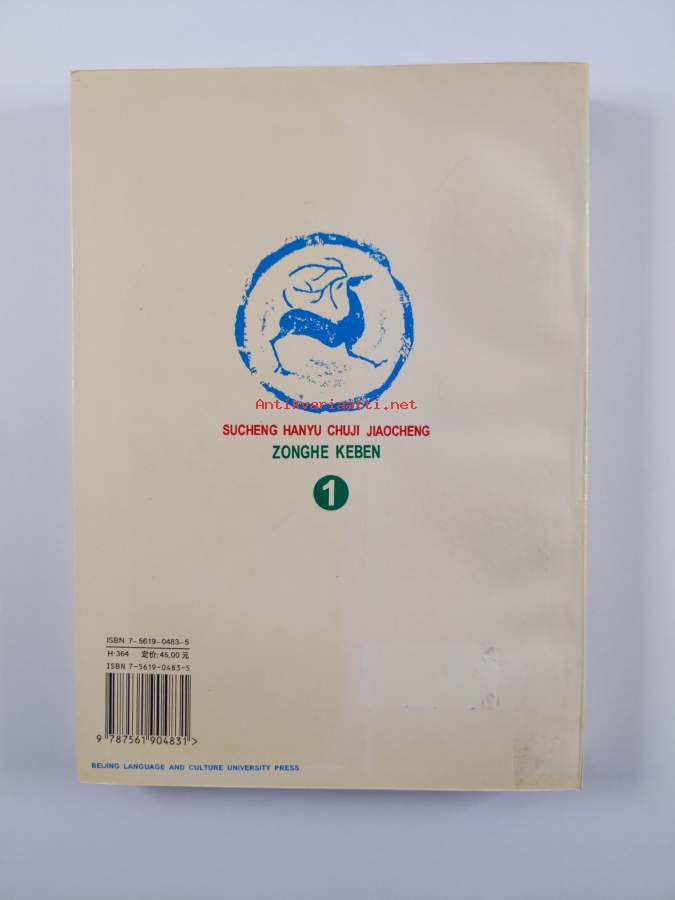 Antikvariaatti.net
SUCHENG HANYU CHUJI JIAOCHENG
ZONGHE KEBEN
1
ISBN 7-5619-0483-5
H·364 定价:45.00 元
ISBN 7-5619-0483-5
9 787561 904831 >
BEIJING LANGUAGE AND CULTURE UNIVERSITY PRESS